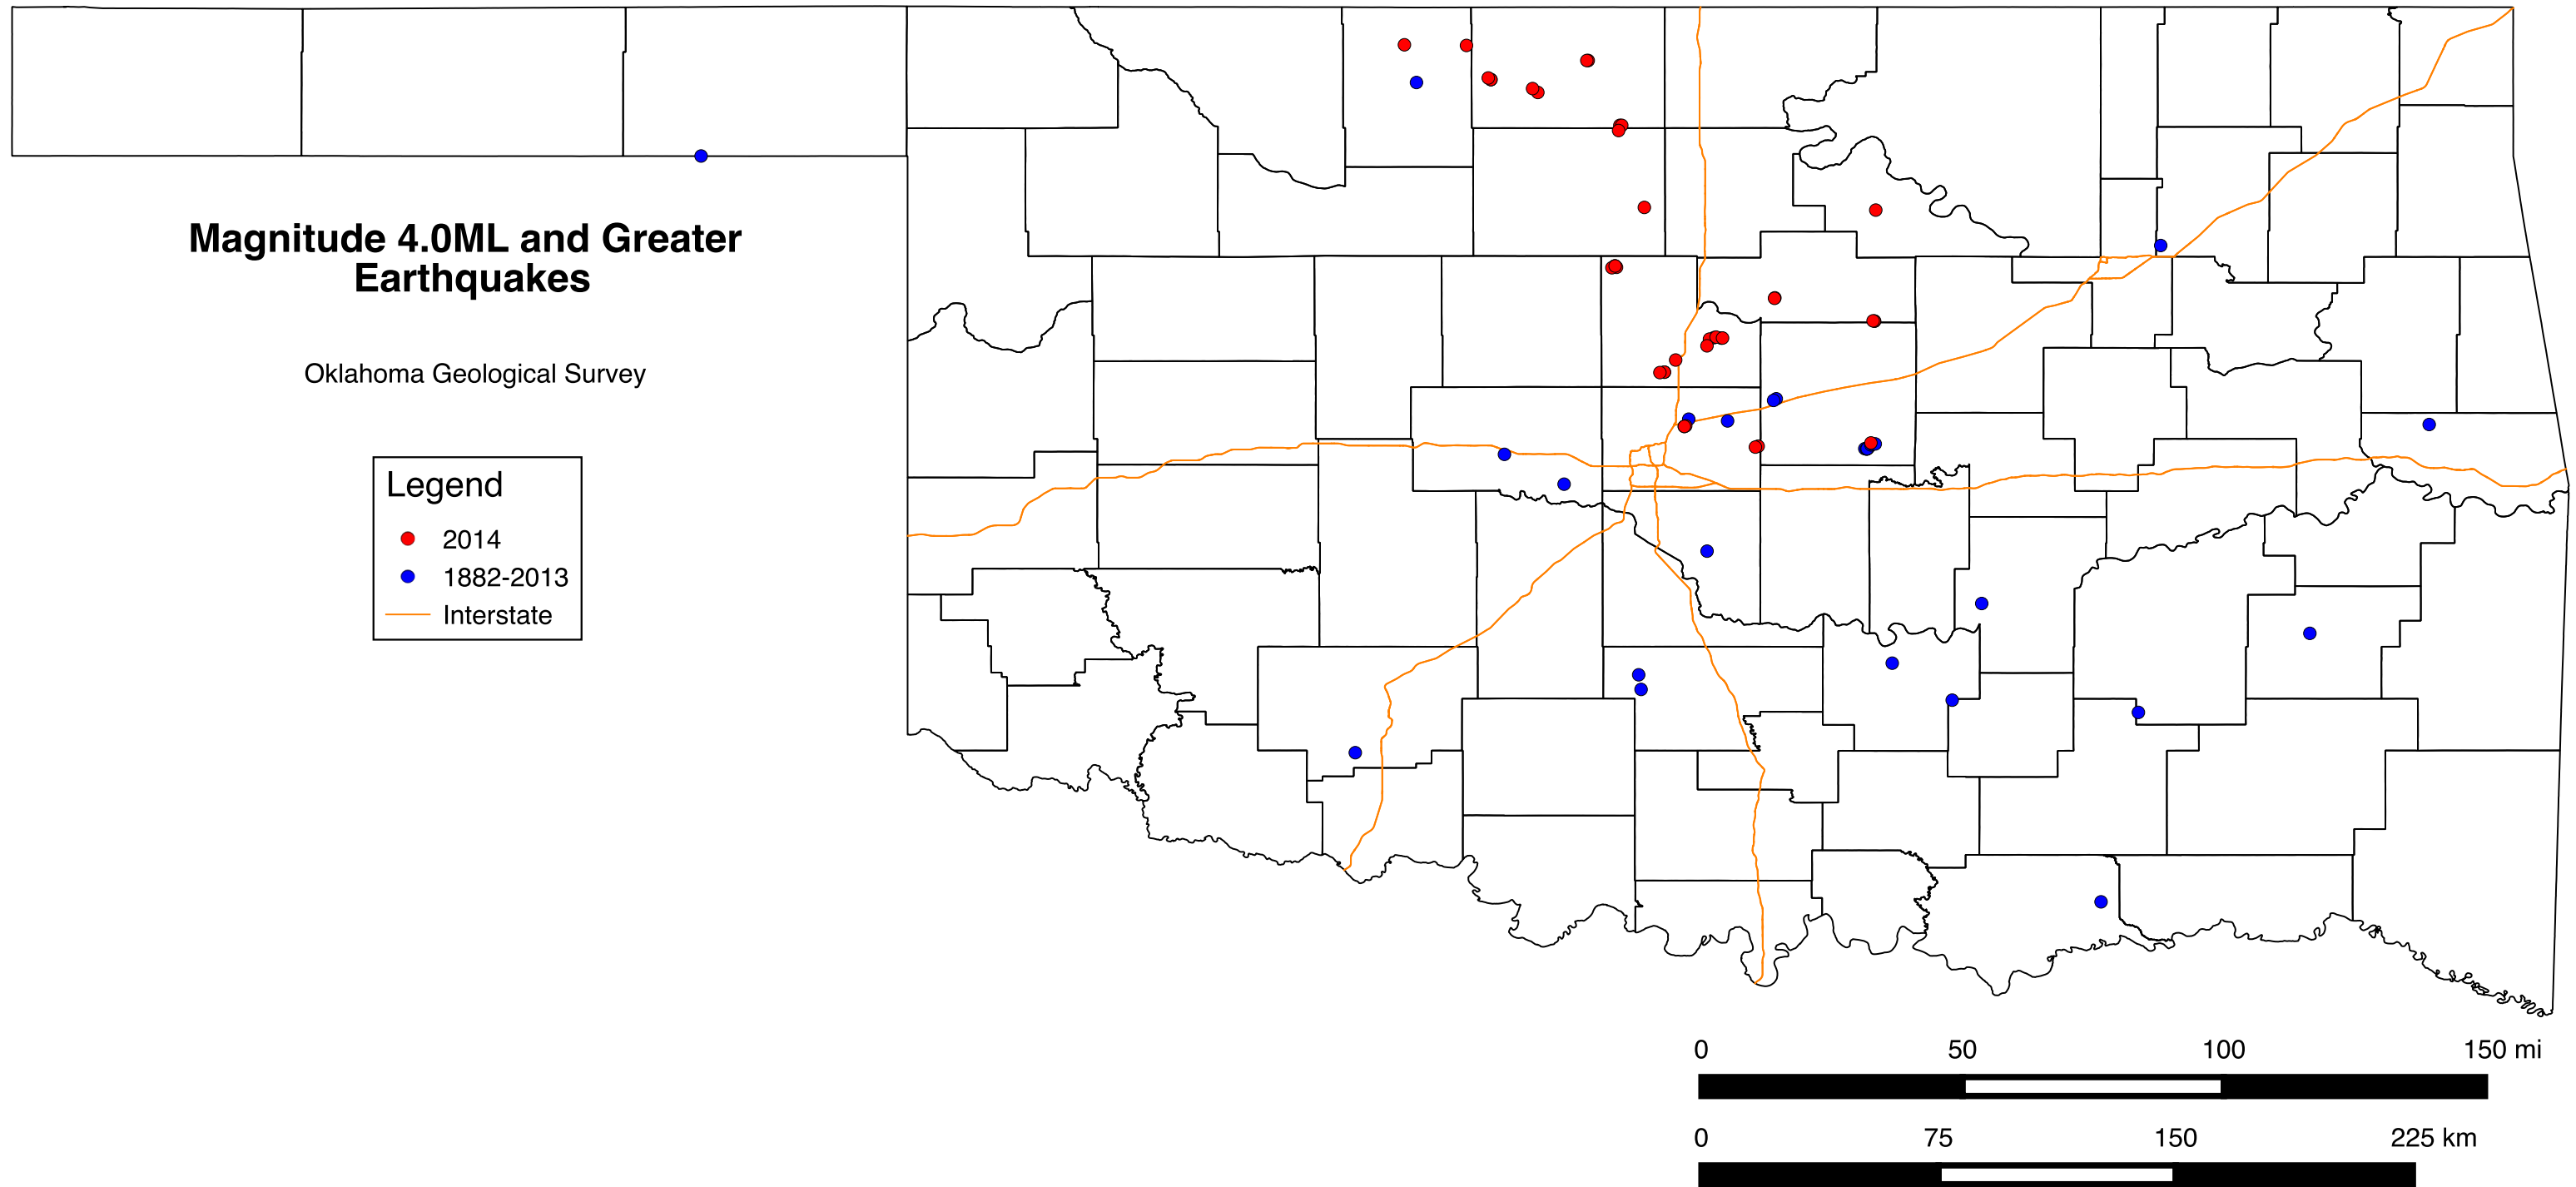 Magnitude 4.0ML and Greater
Earthquakes
Oklahoma Geological Survey
Legend
2014
1882-2013
Interstate
0 50 100 150 mi
0 75 150 225 km